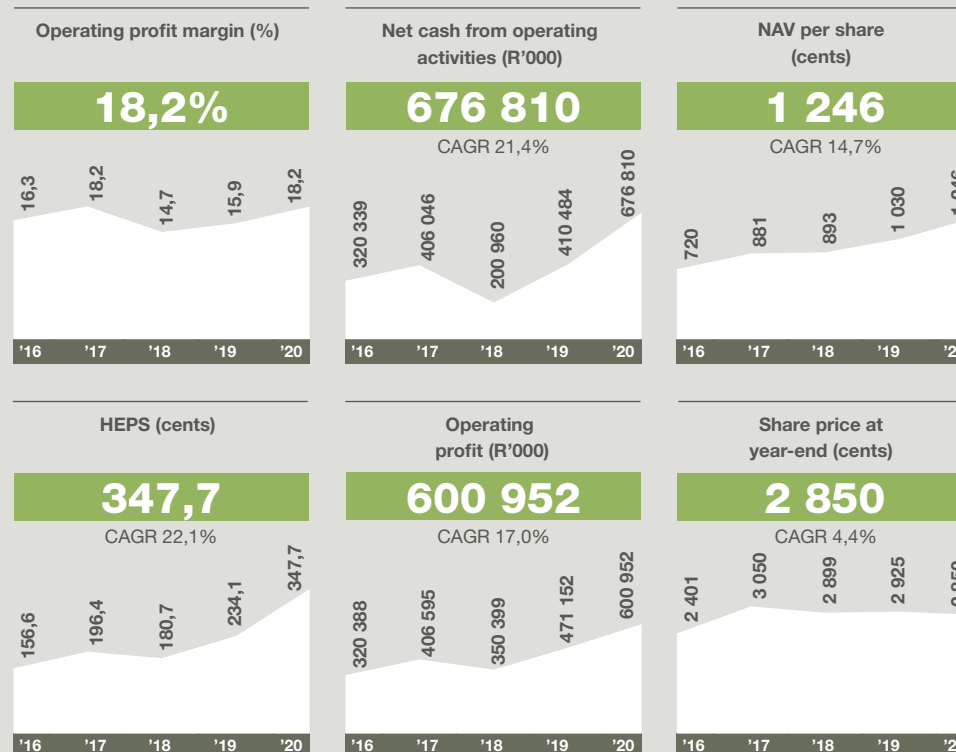 Operating profit margin (%)
18,2%
16,3
18,2
14,7
15,9
18,2
’16 ’17 ’18 ’19 ’20
Net cash from operating
activities (R’000)
676 810
CAGR 21,4%
320 339
406 046
200 960
410 484
676 810
’16 ’17 ’18 ’19 ’20
NAV per share
(cents)
1 246
CAGR 14,7%
720
881
893
1 030
1 246
’16 ’17 ’18 ’19
HEPS (cents)
347,7
CAGR 22,1%
156,6
196,4
180,7
234,1
347,7
’16 ’17 ’18 ’19 ’20
Operating
profit (R’000)
600 952
CAGR 17,0%
320 388
406 595
350 399
471 152
600 952
’16 ’17 ’18 ’19 ’20
Share price at
year-end (cents)
2 850
CAGR 4,4%
2 401
3 050
2 899
2 925
2 850
’16 ’17 ’18 ’19